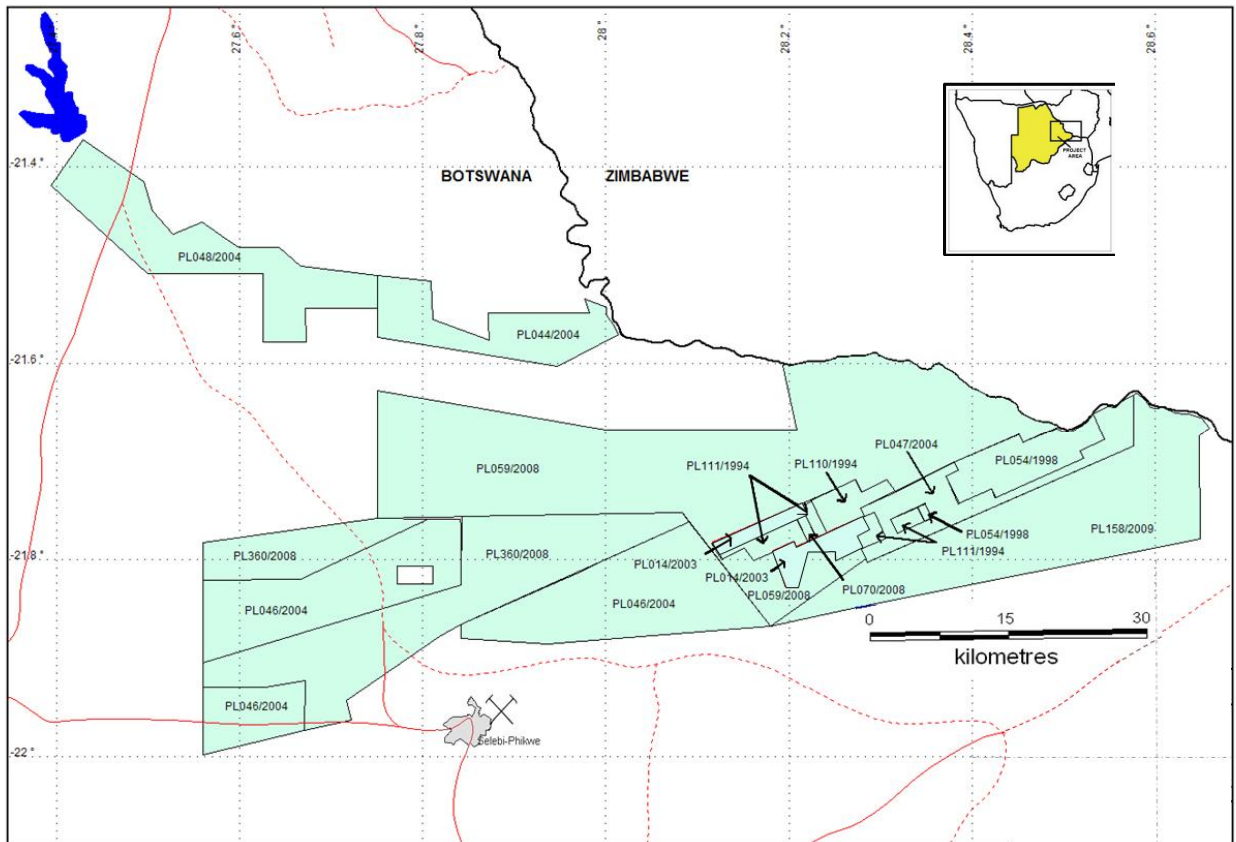 27.6°
27.8°
28°
28.2°
28.4°
28.6°
-21.4°
-21.6°
-21.8°
-22°
BOTSWANA
ZIMBABWE
PROJECT
AREA
PL048/2004
PL044/2004
PL059/2008
PL111/1994
PL110/1994
PL047/2004
PL054/1998
PL360/2008
PL360/2008
PL014/2003
PL014/2003
PL059/2008
PL070/2008
PL111/1994
PL054/1998
PL158/2009
PL046/2004
PL046/2004
PL046/2004
0
15
30
kilometres
Selebi-Phikwe